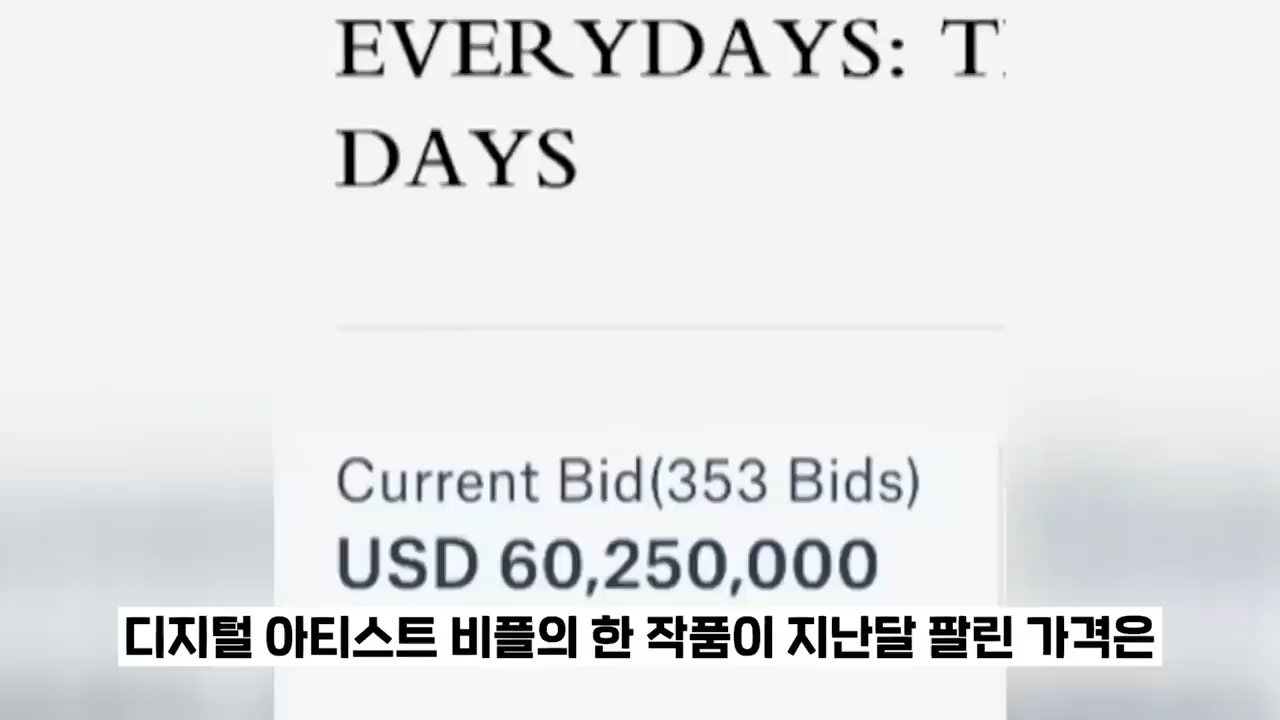 EVERYDAYS: T
DAYS
Current Bid(353 Bids)
USD 60,250,000
디지털 아티스트 비플의 한 작품이 지난달 팔린 가격은